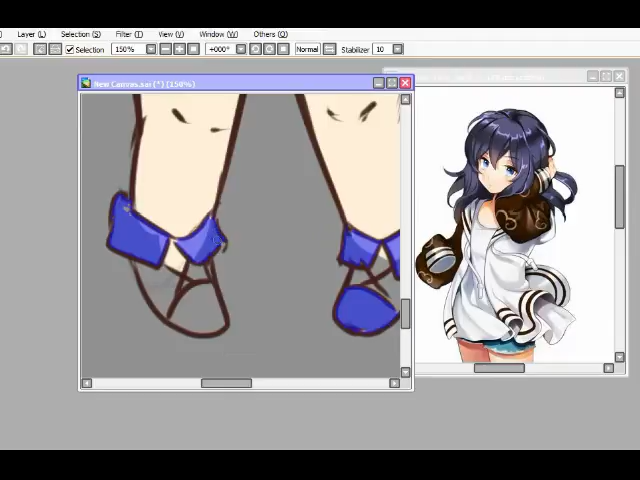 Layer (L) Selection (S) Filter (T) View (V) Window (W) Others (O)
Selection 150% +000° Normal Stabilizer 10
New Canvas.sai (*) (150%)